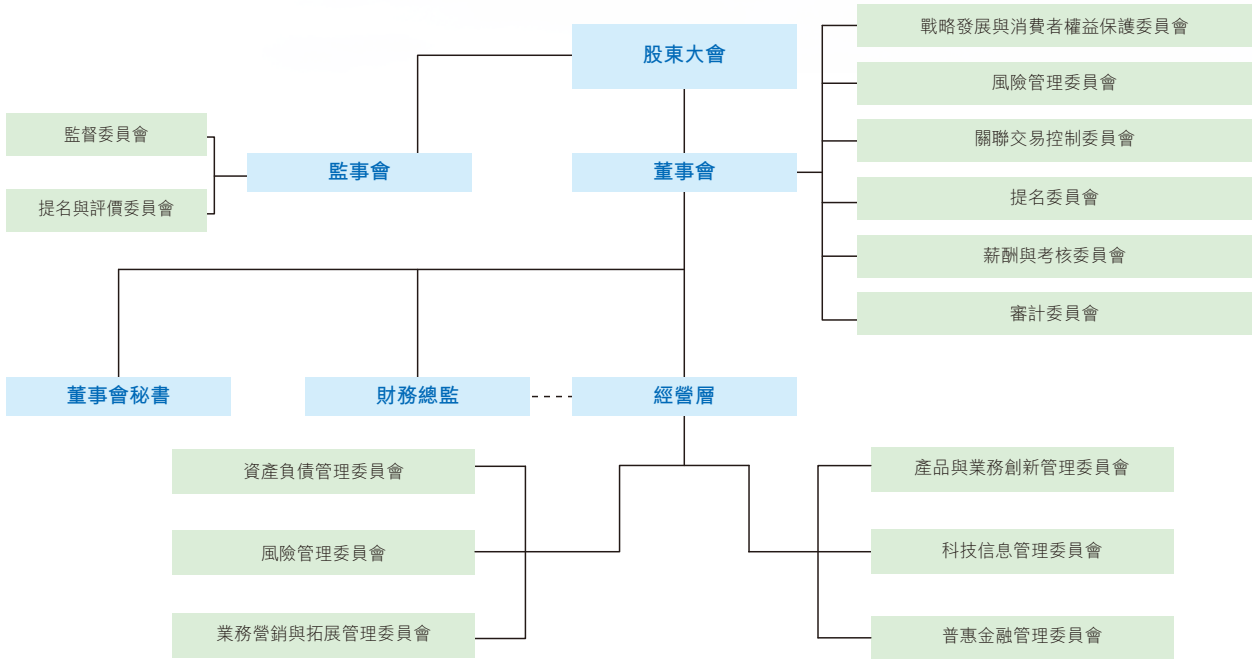 股東大會
監事會
董事會
監督委員會
提名與評價委員會
戰略發展與消費者權益保護委員會
風險管理委員會
關聯交易控制委員會
提名委員會
薪酬與考核委員會
審計委員會
董事會秘書
財務總監
經營層
資產負債管理委員會
風險管理委員會
業務營銷與拓展管理委員會
產品與業務創新管理委員會
科技信息管理委員會
普惠金融管理委員會